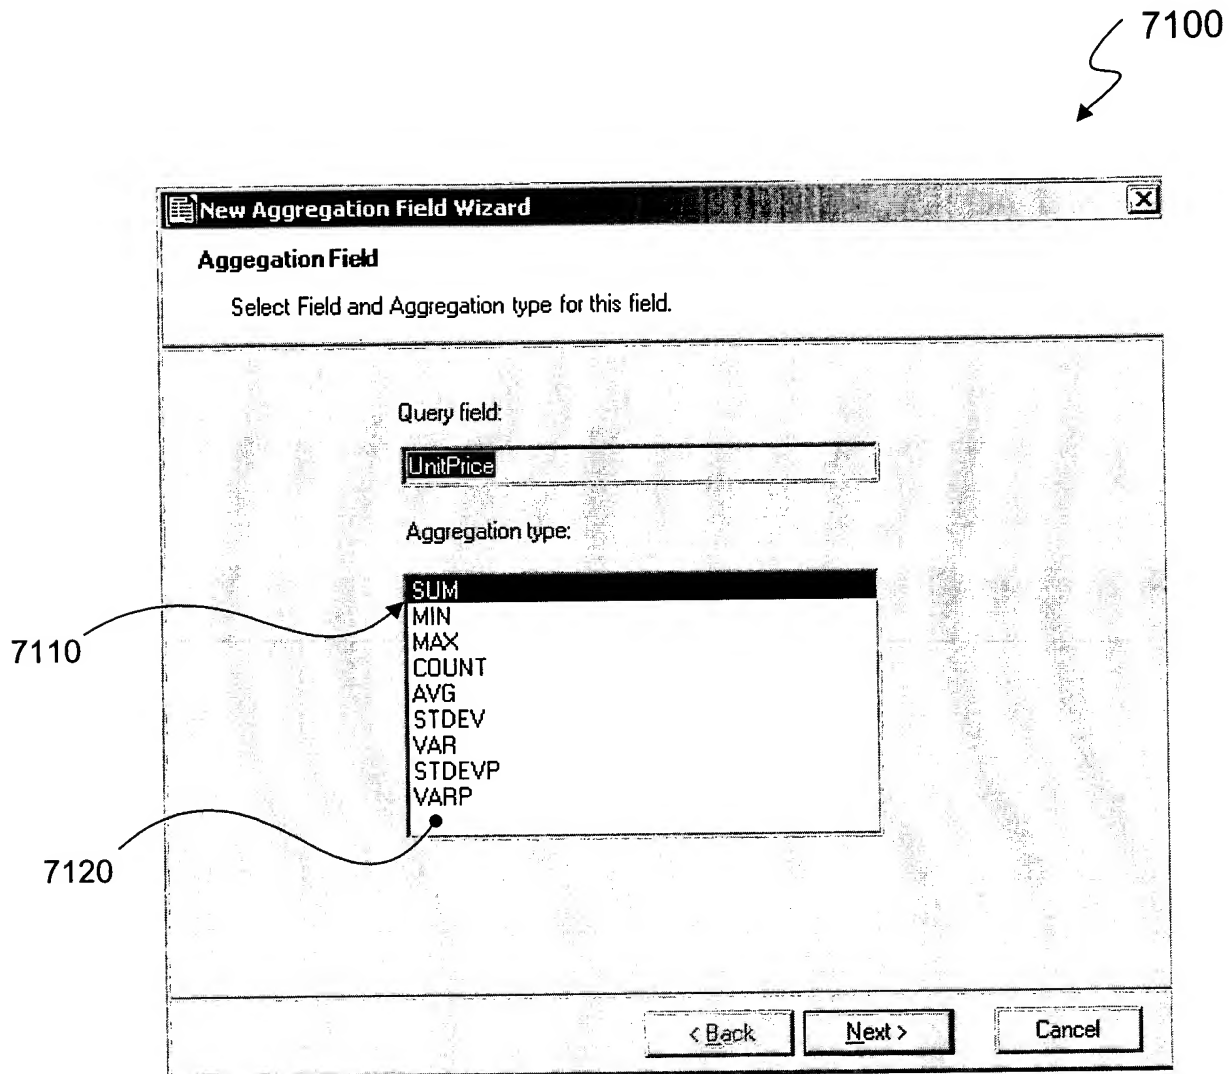 7100
New Aggregation Field Wizard
Aggegation Field
Select Field and Aggregation type for this field.
Query field:
UnitPrice
Aggregation type:
SUM
MIN
7110
MAX
COUNT
AVG
STDEV
VAR
STDEVP
VARP
7120
< Back
Next >
Cancel